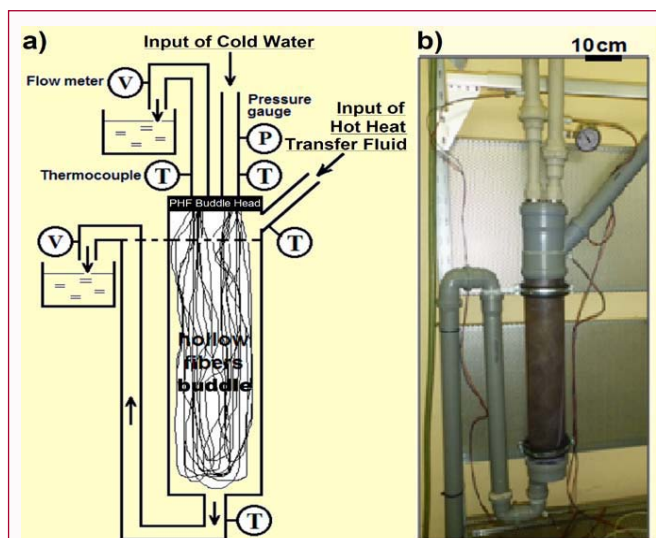 a)
Input of Cold Water
Flow meter
V
Pressure
gauge
P
Input of
Hot Heat
Transfer Fluid
Thermocouple
T
T
PHF Buddle Head
V
T
hollow
fibers
buddle
T
b)
10cm